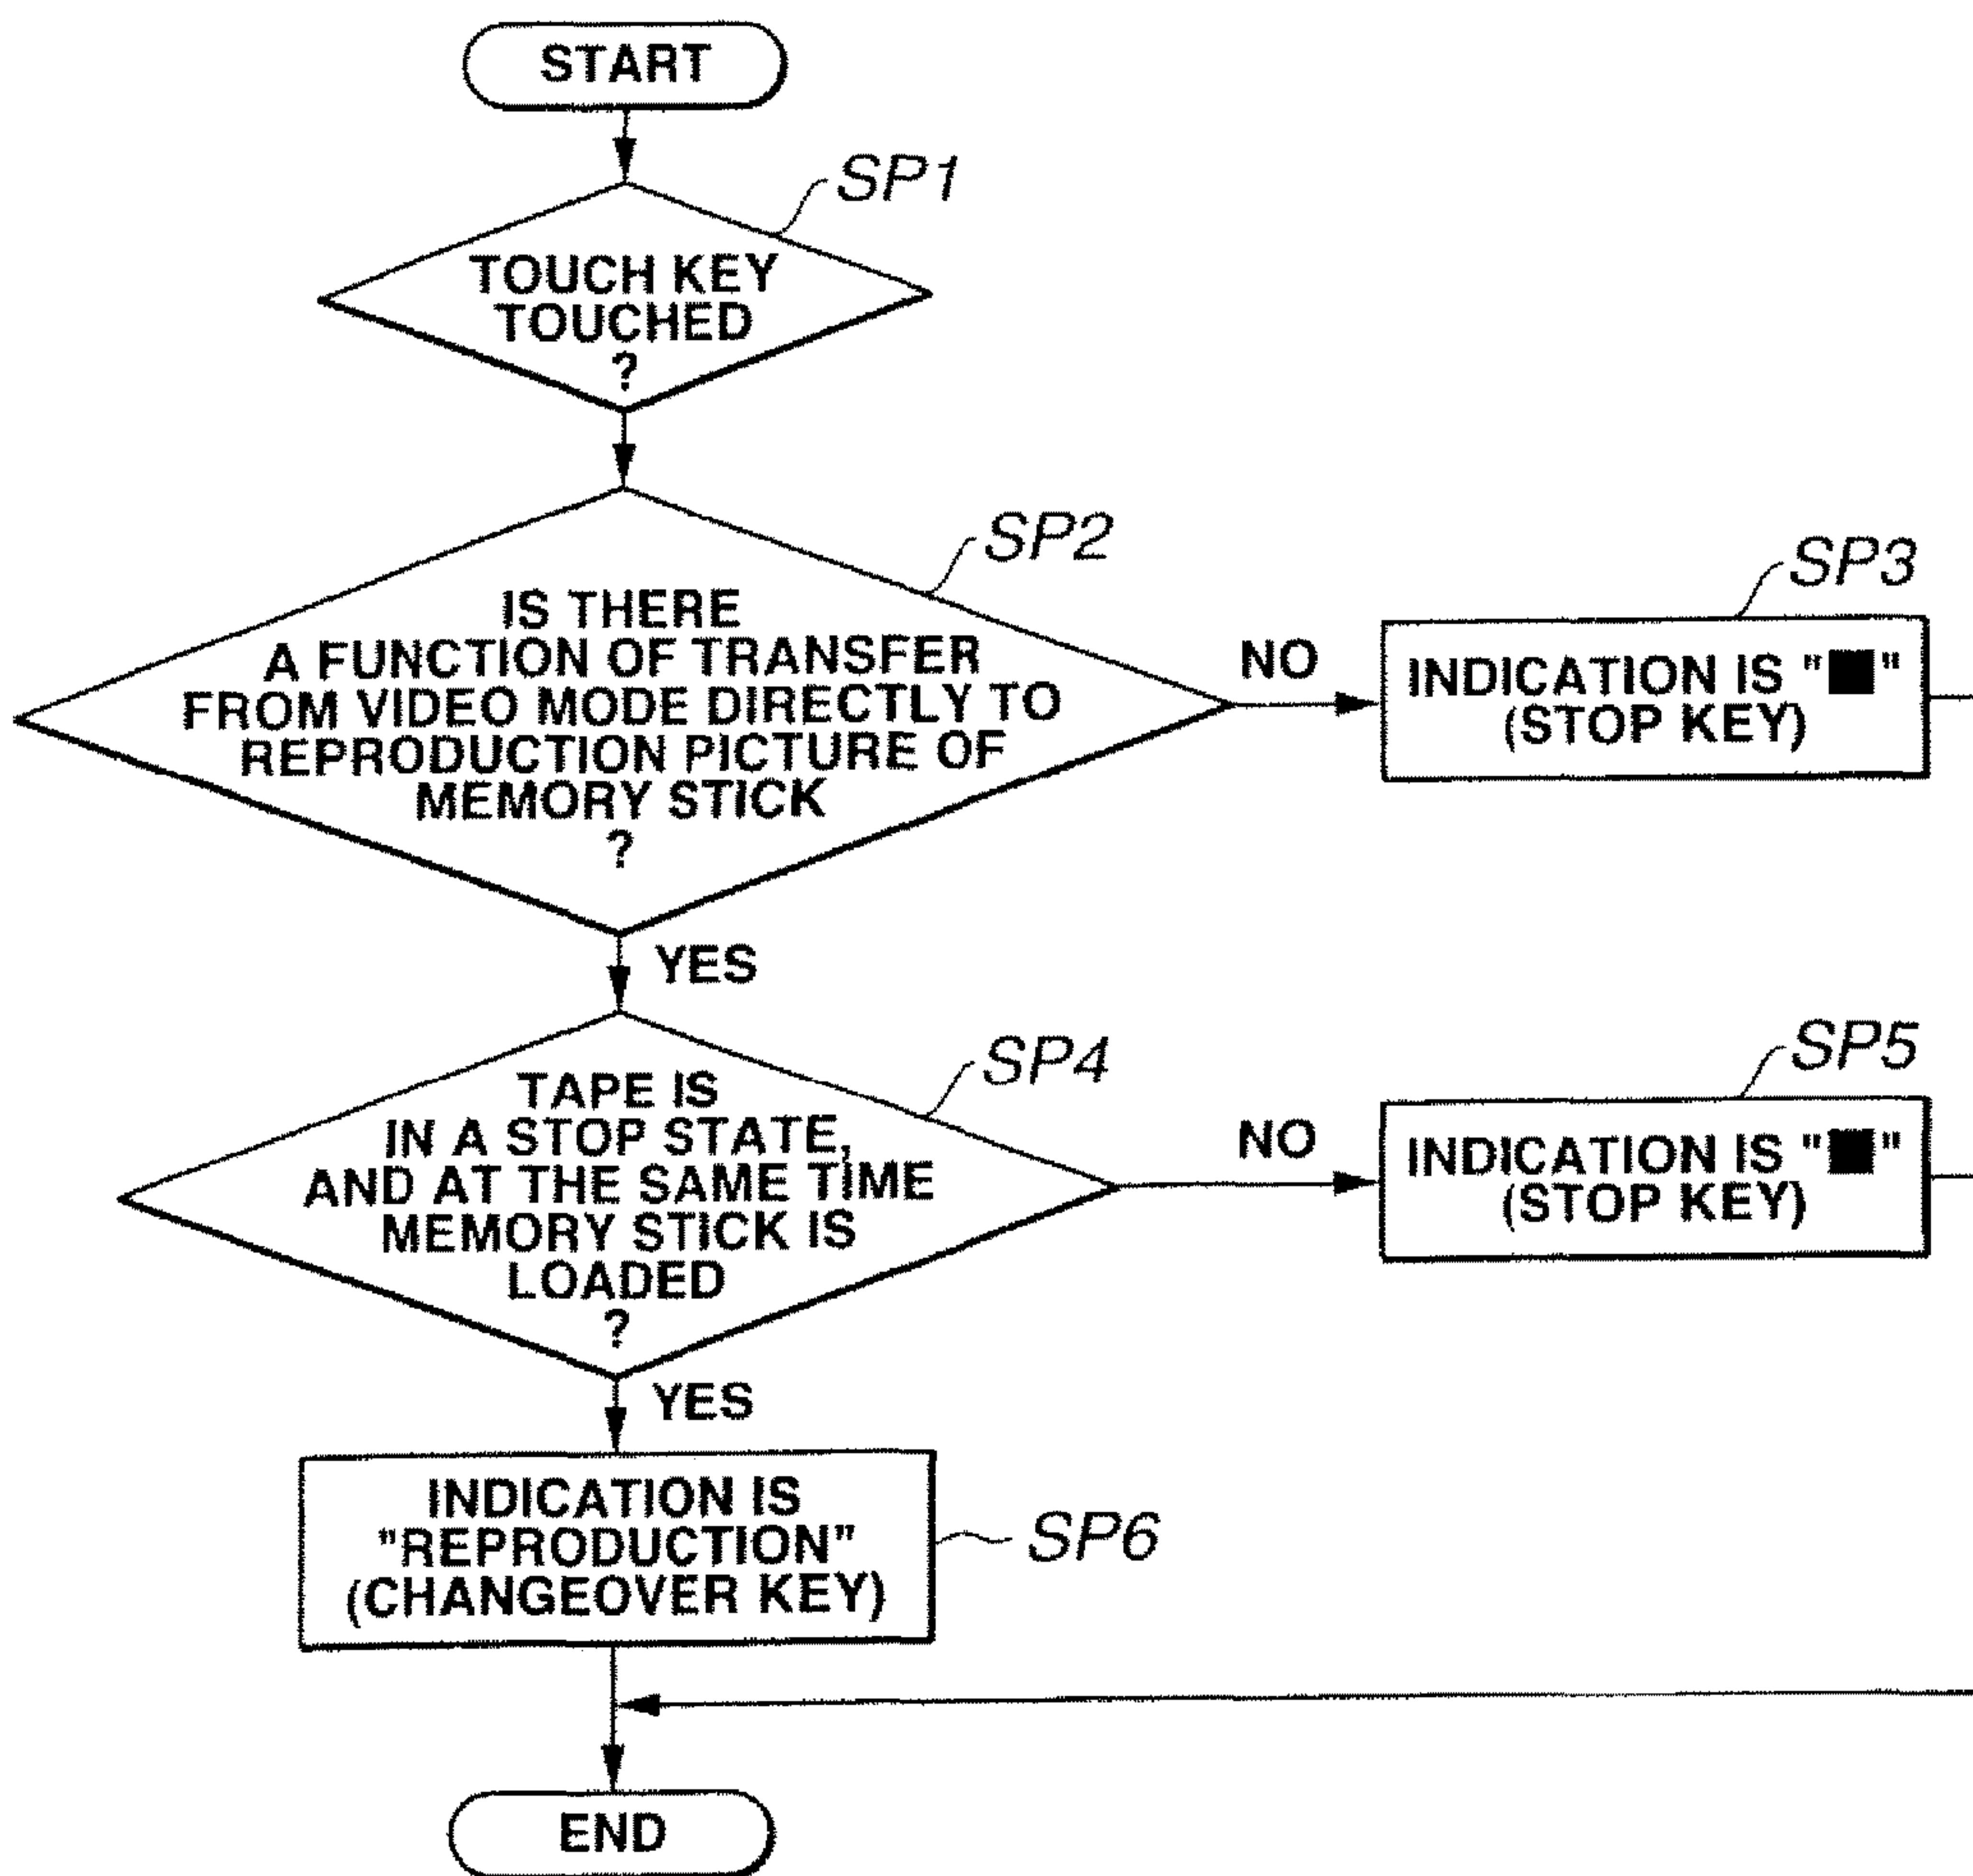 START
SP1
TOUCH KEY
TOUCHED
?
SP2
IS THERE
A FUNCTION OF TRANSFER
FROM VIDEO MODE DIRECTLY TO
REPRODUCTION PICTURE OF
MEMORY STICK
?
NO
SP3
INDICATION IS "■"
(STOP KEY)
YES
SP4
TAPE IS
IN A STOP STATE,
AND AT THE SAME TIME
MEMORY STICK IS
LOADED
?
NO
SP5
INDICATION IS "■"
(STOP KEY)
YES
INDICATION IS
"REPRODUCTION"
(CHANGEOVER KEY)
SP6
END